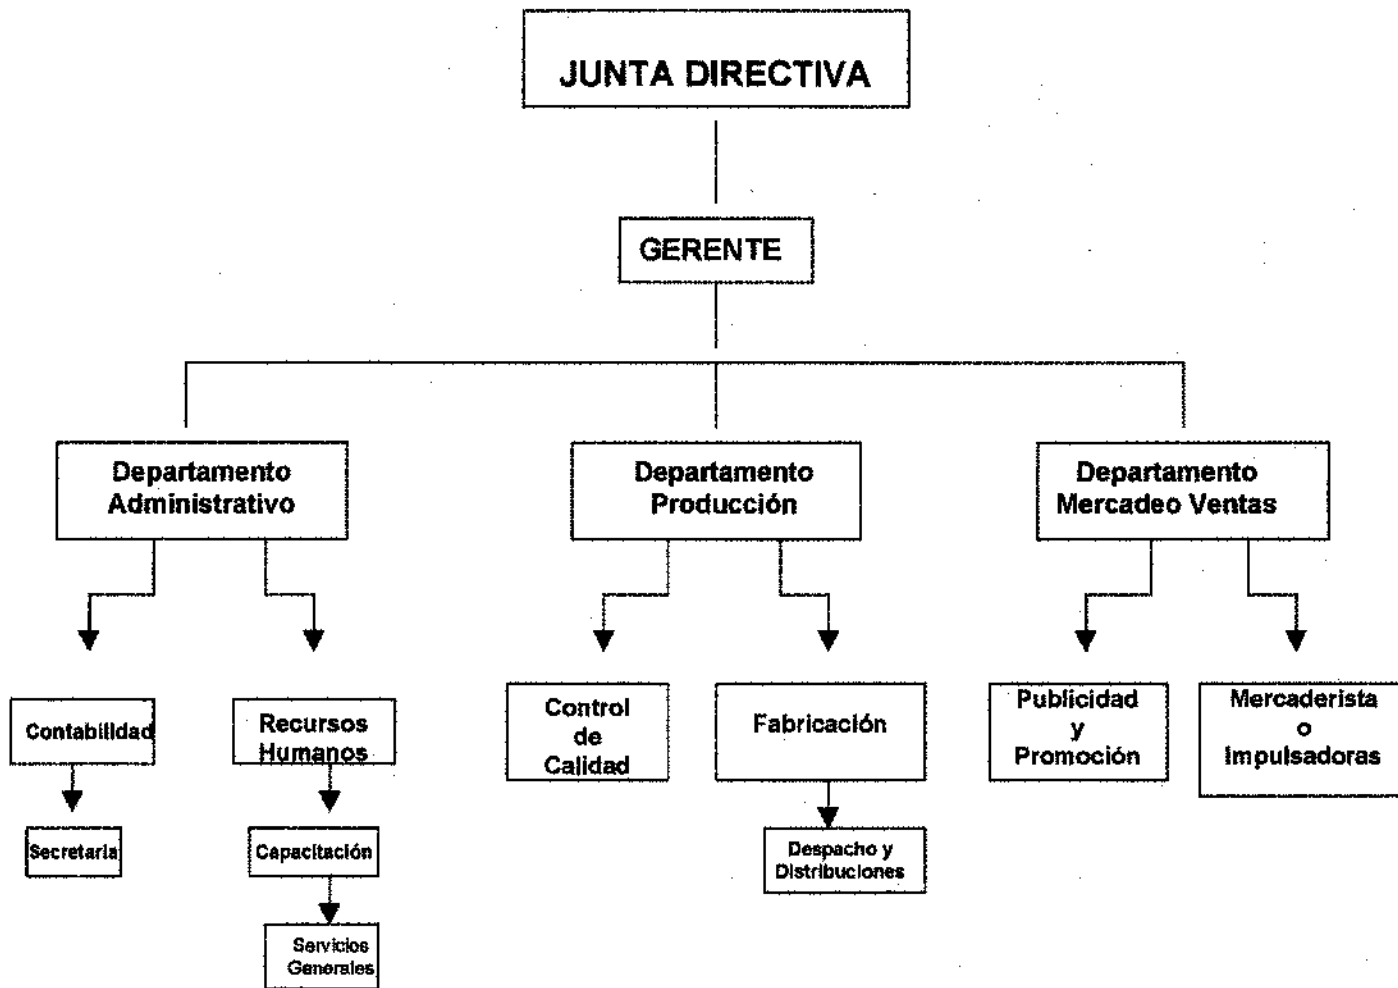 JUNTA DIRECTIVA
GERENTE
Departamento
Administrativo
Departamento
Producción
Departamento
Mercadeo Ventas
Contabilidad
Recursos
Humanos
Control
de
Calidad
Fabricación
Publicidad
y
Promoción
Mercaderista
o
Impulsadoras
Secretaria
Capacitación
Despacho y
Distribuciones
Servicios
Generales